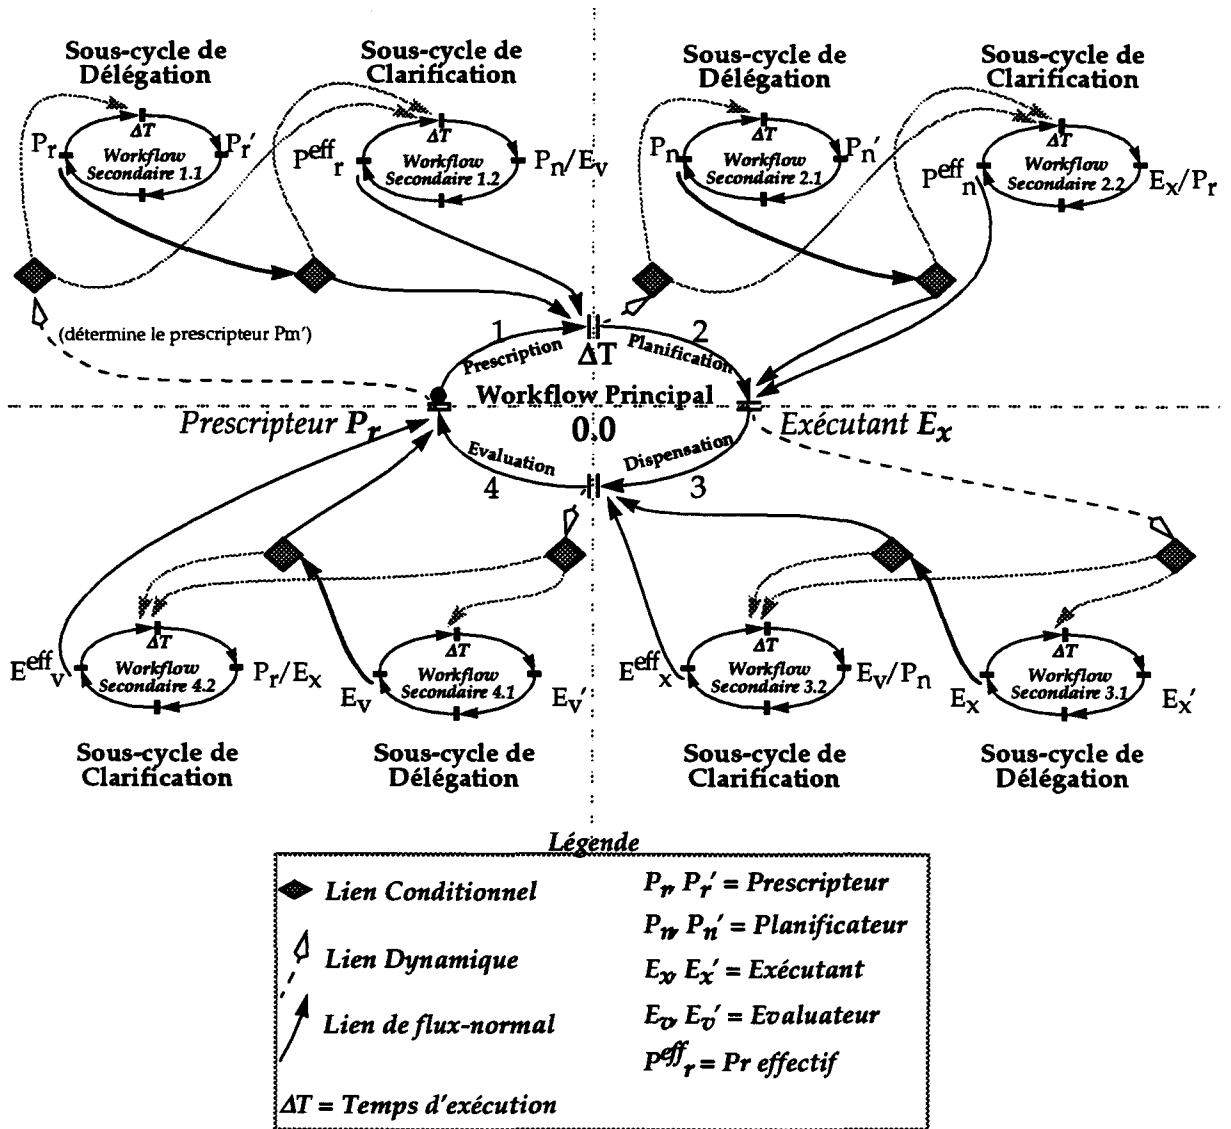 Sous-cycle de
Délégation
Sous-cycle de
Clarification
Sous-cycle de
Délégation
Sous-cycle de
Clarification
Pr
ΔT
Pr'
Workflow
Secondaire 1.1
P^eff_r
ΔT
Pn/Ev
Workflow
Secondaire 1.2
Pn
ΔT
Pn'
Workflow
Secondaire 2.1
P^eff_n
ΔT
Ex/Pr
Workflow
Secondaire 2.2
(détermine le prescripteur Pm')
1
Prescription
ΔT
2
Planification
Workflow Principal
0.0
Prescripteur Pr
Exécutant Ex
Evaluation
4
Dispensation
3
E^eff_v
ΔT
Workflow
Secondaire 4.2
Pr/Ex
Ev
ΔT
Workflow
Secondaire 4.1
Ev'
E^eff_x
ΔT
Workflow
Secondaire 3.2
Ev/Pn
Ex
ΔT
Workflow
Secondaire 3.1
Ex'
Sous-cycle de
Clarification
Sous-cycle de
Délégation
Sous-cycle de
Clarification
Sous-cycle de
Délégation
Légende
Lien Conditionnel
Lien Dynamique
Lien de flux-normal
ΔT = Temps d'exécution
Pr, Pr' = Prescripteur
Pn, Pn' = Planificateur
Ex, Ex' = Exécutant
Ev, Ev' = Evaluateur
P^eff_r = Pr effectif